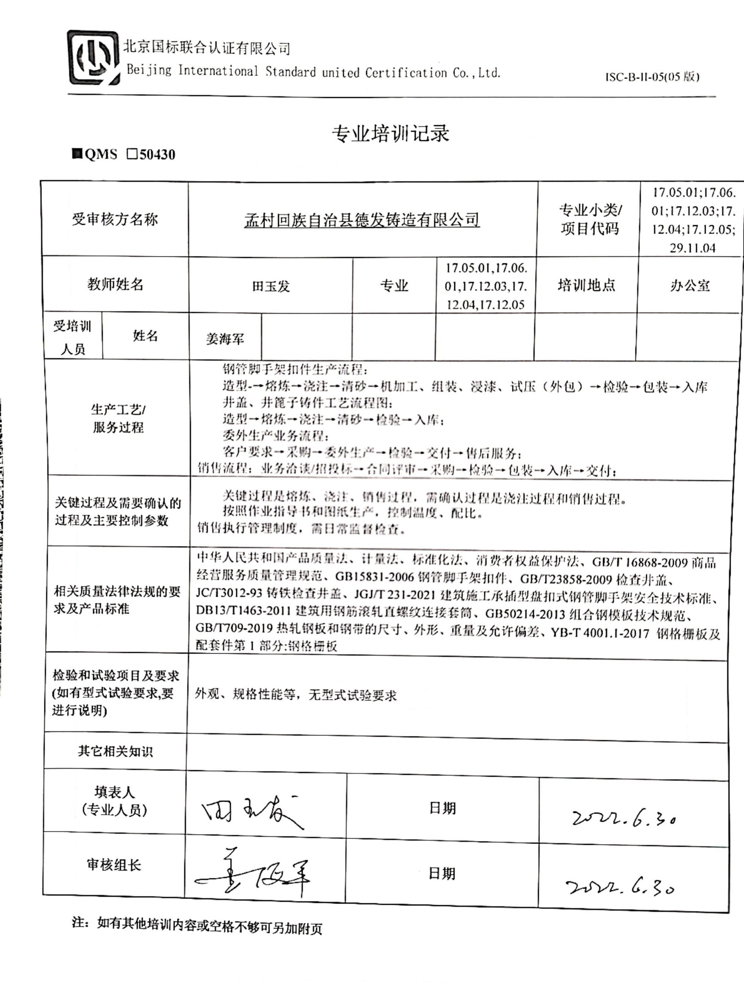 北京国标联合认证有限公司
Beijing International Standard united Certification Co.,Ltd.
ISC-B-II-05(05 版)
专业培训记录
■QMS □50430
受审核方名称
孟村回族自治县德发铸造有限公司
专业小类/
项目代码
17.05.01;17.06.
01;17.12.03;17.
12.04;17.12.05;
29.11.04
教师姓名
田玉发
专业
17.05.01,17.06.
01,17.12.03,17.
12.04,17.12.05
培训地点
办公室
受培训
人员
姓名
姜海军
生产工艺/
服务过程
钢管脚手架扣件生产流程：
造型-→熔炼→浇注→清砂→机加工、组装、浸漆、试压（外包）→检验→包装→入库
井盖、井篦子铸件工艺流程图：
造型→熔炼→浇注→清砂→检验→入库；
委外生产业务流程：
客户要求→采购→委外生产→检验→交付→售后服务；
销售流程：业务洽谈/招投标→合同评审→采购→检验→包装→入库→交付；
关键过程及需要确认的
过程及主要控制参数
关键过程是熔炼、浇注、销售过程，需确认过程是浇注过程和销售过程。
按照作业指导书和图纸生产，控制温度、配比。
销售执行管理制度，需日常监督检查。
相关质量法律法规的要
求及产品标准
中华人民共和国产品质量法、计量法、标准化法、消费者权益保护法、GB/T 16868-2009 商品
经营服务质量管理规范、GB15831-2006 钢管脚手架扣件、GB/T23858-2009 检查井盖、
JC/T3012-93 铸铁检查井盖、JGJ/T 231-2021 建筑施工承插型盘扣式钢管脚手架安全技术标准、
DB13/T1463-2011 建筑用钢筋滚轧直螺纹连接套筒、GB50214-2013 组合钢模板技术规范、
GB/T709-2019 热轧钢板和钢带的尺寸、外形、重量及允许偏差、YB-T 4001.1-2017 钢格栅板及
配套件第 1 部分:钢格栅板
检验和试验项目及要求
(如有型式试验要求,要
进行说明)
外观、规格性能等，无型式试验要求
其它相关知识
填表人
(专业人员)
田玉发
日期
2022.6.30
审核组长
姜海军
日期
2022.6.30
注：如有其他培训内容或空格不够可另加附页